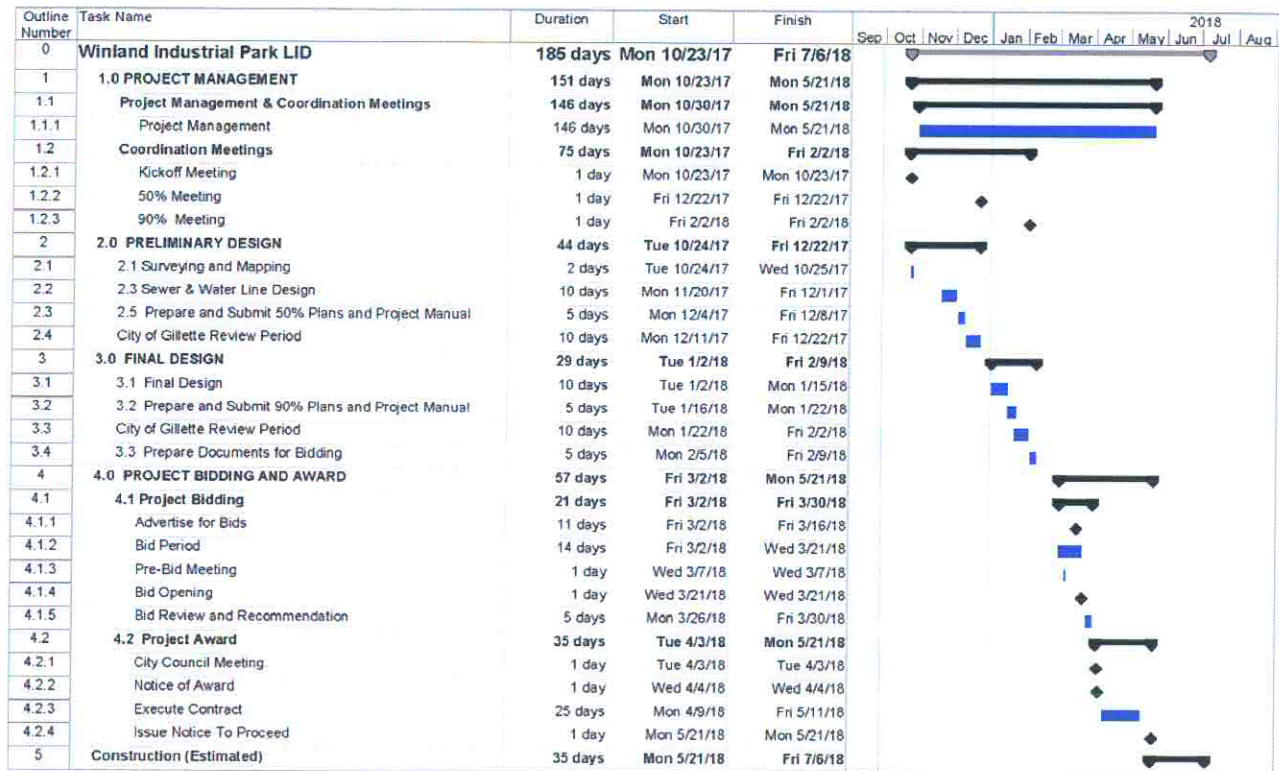 Outline Number Task Name Duration Start Finish 2018
Sep Oct Nov Dec Jan Feb Mar Apr May Jun Jul Aug
0 Winland Industrial Park LID 185 days Mon 10/23/17 Fri 7/6/18
1 1.0 PROJECT MANAGEMENT 151 days Mon 10/23/17 Mon 5/21/18
1.1 Project Management & Coordination Meetings 146 days Mon 10/30/17 Mon 5/21/18
1.1.1 Project Management 146 days Mon 10/30/17 Mon 5/21/18
1.2 Coordination Meetings 75 days Mon 10/23/17 Fri 2/2/18
1.2.1 Kickoff Meeting 1 day Mon 10/23/17 Mon 10/23/17
1.2.2 50% Meeting 1 day Fri 12/22/17 Fri 12/22/17
1.2.3 90% Meeting 1 day Fri 2/2/18 Fri 2/2/18
2 2.0 PRELIMINARY DESIGN 44 days Tue 10/24/17 Fri 12/22/17
2.1 2.1 Surveying and Mapping 2 days Tue 10/24/17 Wed 10/25/17
2.2 2.3 Sewer & Water Line Design 10 days Mon 11/20/17 Fri 12/1/17
2.3 2.5 Prepare and Submit 50% Plans and Project Manual 5 days Mon 12/4/17 Fri 12/8/17
2.4 City of Gillette Review Period 10 days Mon 12/11/17 Fri 12/22/17
3 3.0 FINAL DESIGN 29 days Tue 1/2/18 Fri 2/9/18
3.1 3.1 Final Design 10 days Tue 1/2/18 Mon 1/15/18
3.2 3.2 Prepare and Submit 90% Plans and Project Manual 5 days Tue 1/16/18 Mon 1/22/18
3.3 City of Gillette Review Period 10 days Mon 1/22/18 Fri 2/2/18
3.4 3.3 Prepare Documents for Bidding 5 days Mon 2/5/18 Fri 2/9/18
4 4.0 PROJECT BIDDING AND AWARD 57 days Fri 3/2/18 Mon 5/21/18
4.1 4.1 Project Bidding 21 days Fri 3/2/18 Fri 3/30/18
4.1.1 Advertise for Bids 11 days Fri 3/2/18 Fri 3/16/18
4.1.2 Bid Period 14 days Fri 3/2/18 Wed 3/21/18
4.1.3 Pre-Bid Meeting 1 day Wed 3/7/18 Wed 3/7/18
4.1.4 Bid Opening 1 day Wed 3/21/18 Wed 3/21/18
4.1.5 Bid Review and Recommendation 5 days Mon 3/26/18 Fri 3/30/18
4.2 4.2 Project Award 35 days Tue 4/3/18 Mon 5/21/18
4.2.1 City Council Meeting 1 day Tue 4/3/18 Tue 4/3/18
4.2.2 Notice of Award 1 day Wed 4/4/18 Wed 4/4/18
4.2.3 Execute Contract 25 days Mon 4/9/18 Fri 5/11/18
4.2.4 Issue Notice To Proceed 1 day Mon 5/21/18 Mon 5/21/18
5 Construction (Estimated) 35 days Mon 5/21/18 Fri 7/6/18